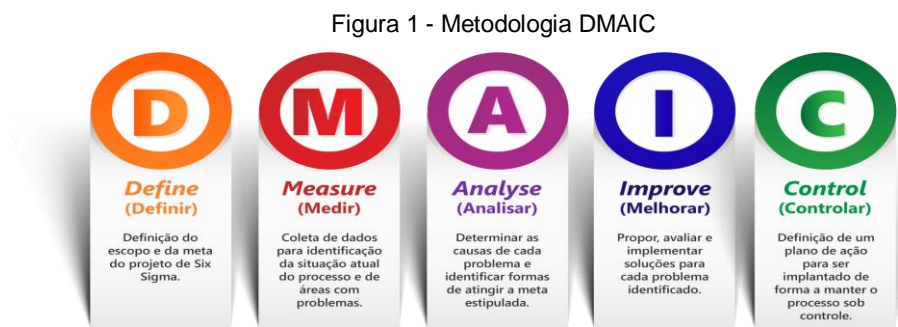 Figura 1 - Metodologia DMAIC
D
Define
(Definir)
Definição do
escopo e da meta
do projeto de Six
Sigma.
M
Measure
(Medir)
Coleta de dados
para identificação
da situação atual
do processo e de
áreas com
problemas.
A
Analyse
(Analisar)
Determinar as
causas de cada
problema e
identificar formas
de atingir a meta
estipulada.
I
Improve
(Melhorar)
Propor, avaliar e
implementar
soluções para
cada problema
identificado.
C
Control
(Controlar)
Definição de um
plano de ação
para ser
implantado de
forma a manter o
processo sob
controle.